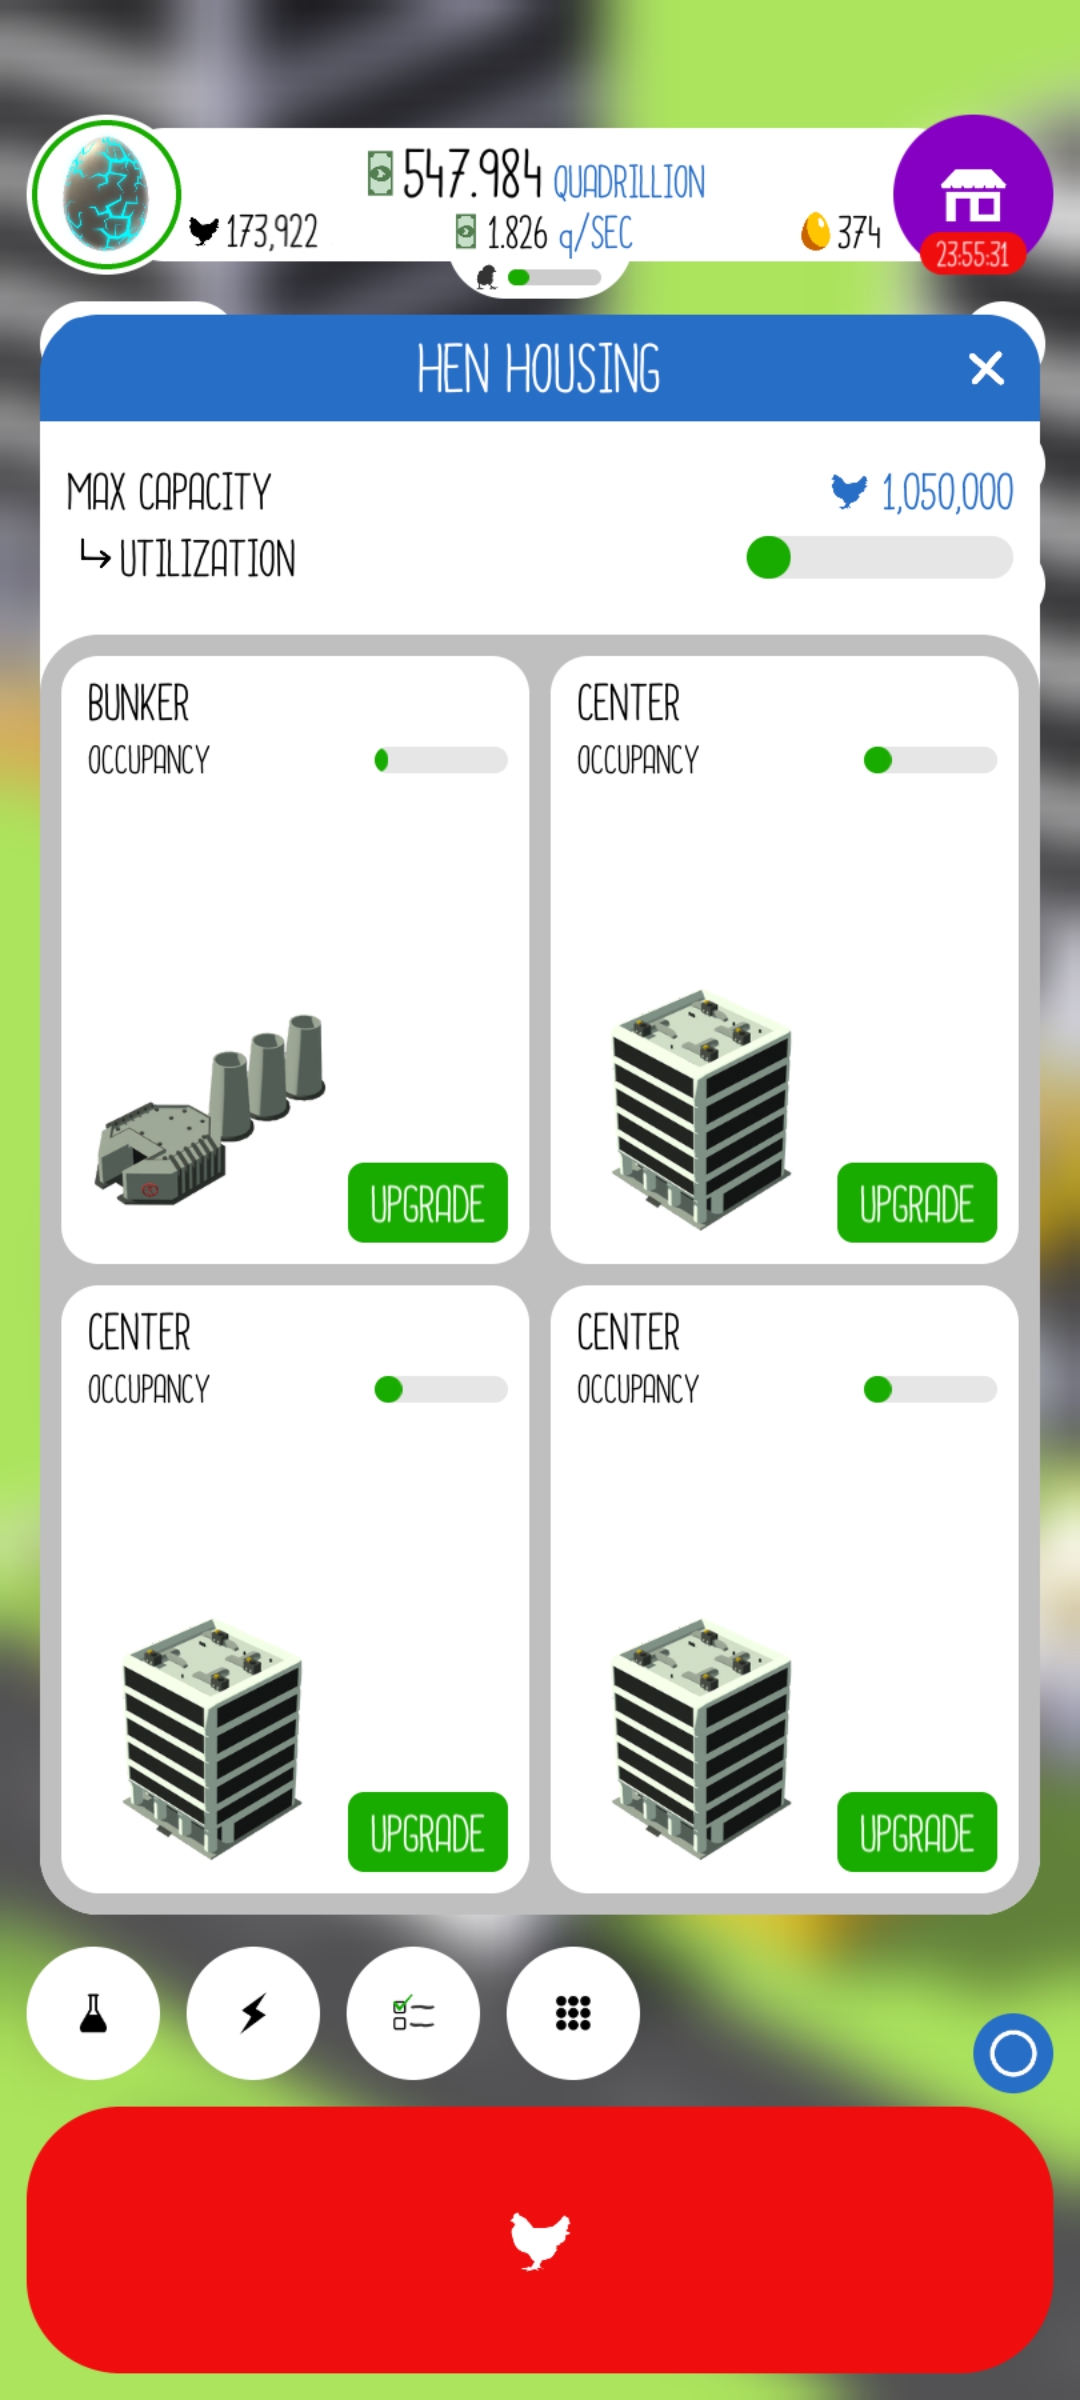 547.984 QUADRILLION
173,922 1.826 q/SEC 374
23:55:31
HEN HOUSING
MAX CAPACITY 1,050,000
UTILIZATION
BUNKER
OCCUPANCY
UPGRADE
CENTER
OCCUPANCY
UPGRADE
CENTER
OCCUPANCY
UPGRADE
CENTER
OCCUPANCY
UPGRADE